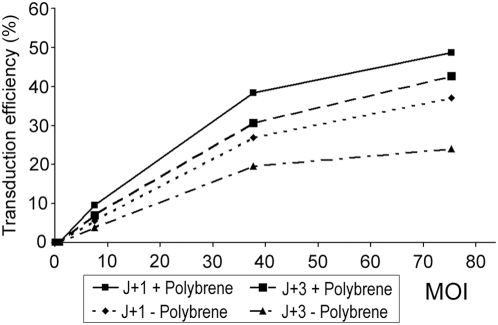 Transduction efficiency (%)
60
50
40
30
20
10
0
0 10 20 30 40 50 60 70 80
MOI
J+1 + Polybrene J+3 + Polybrene
J+1 - Polybrene J+3 - Polybrene